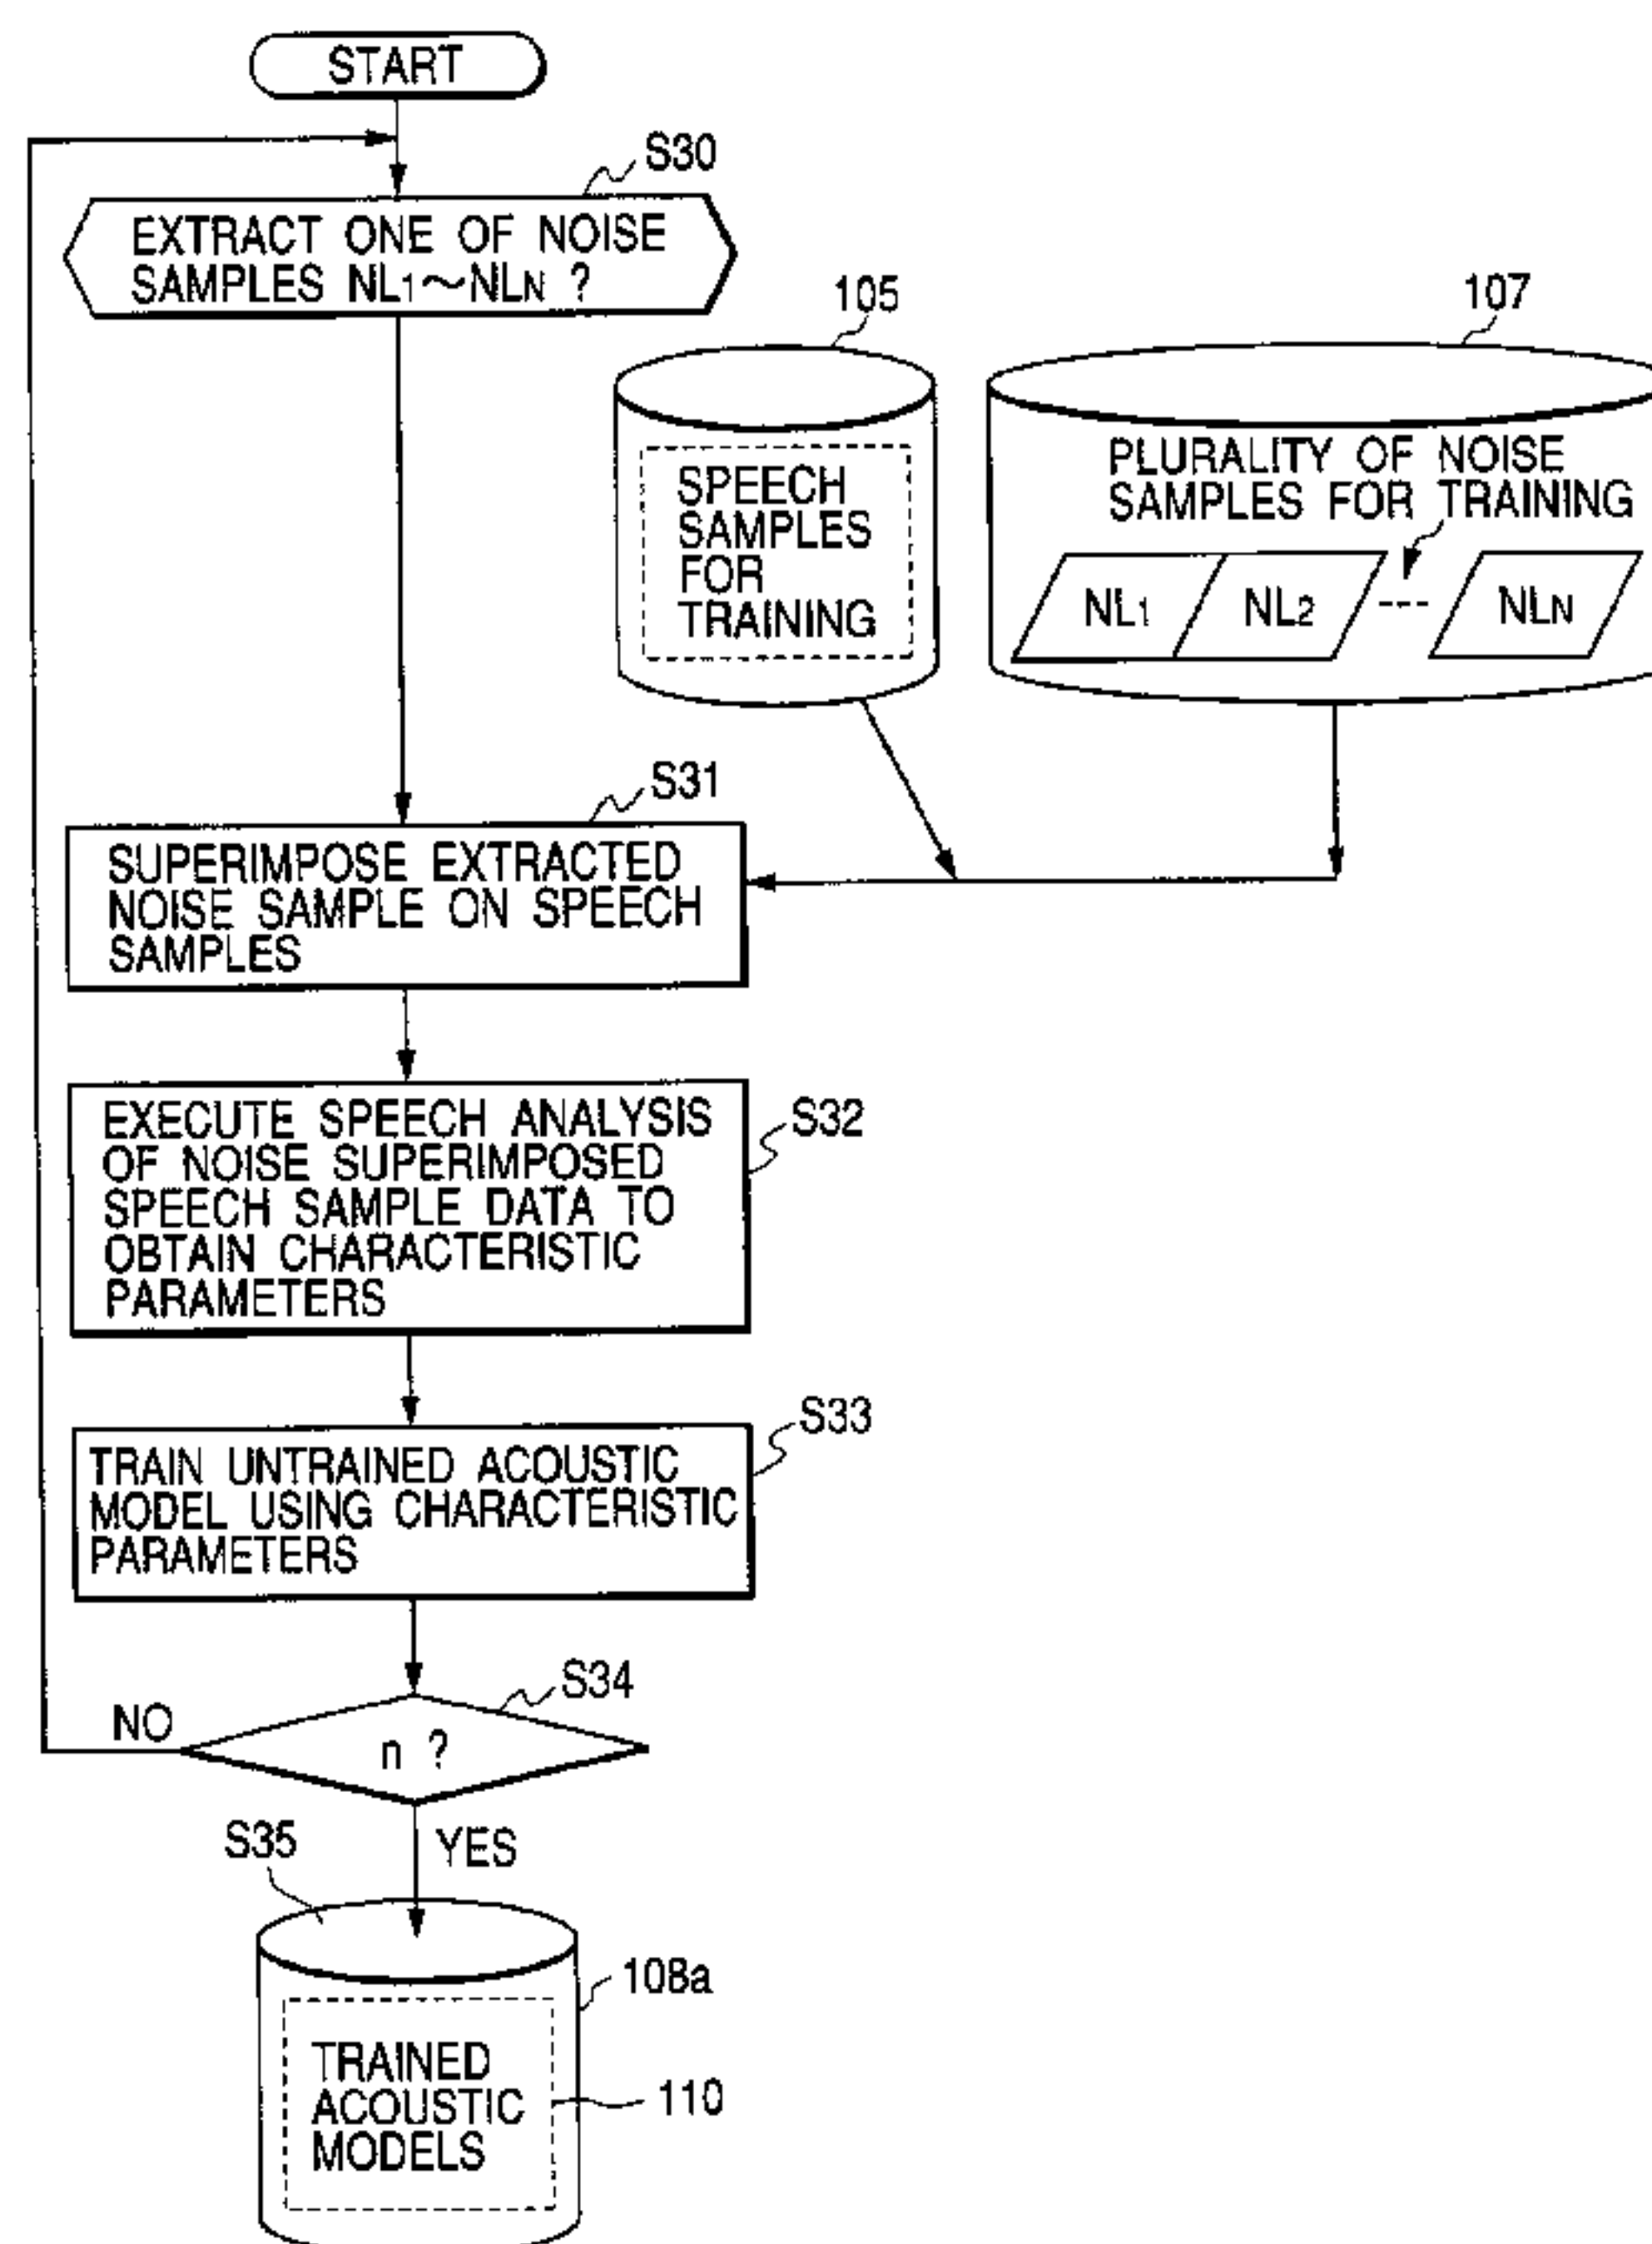 START
S30
EXTRACT ONE OF NOISE
SAMPLES NL1~NLN ?
105
107
SPEECH
SAMPLES
FOR
TRAINING
PLURALITY OF NOISE
SAMPLES FOR TRAINING
NL1 NL2 --- NLN
S31
SUPERIMPOSE EXTRACTED
NOISE SAMPLE ON SPEECH
SAMPLES
S32
EXECUTE SPEECH ANALYSIS
OF NOISE SUPERIMPOSED
SPEECH SAMPLE DATA TO
OBTAIN CHARACTERISTIC
PARAMETERS
S33
TRAIN UNTRAINED ACOUSTIC
MODEL USING CHARACTERISTIC
PARAMETERS
S34
NO
n ?
YES
S35
108a
TRAINED
ACOUSTIC
MODELS
110